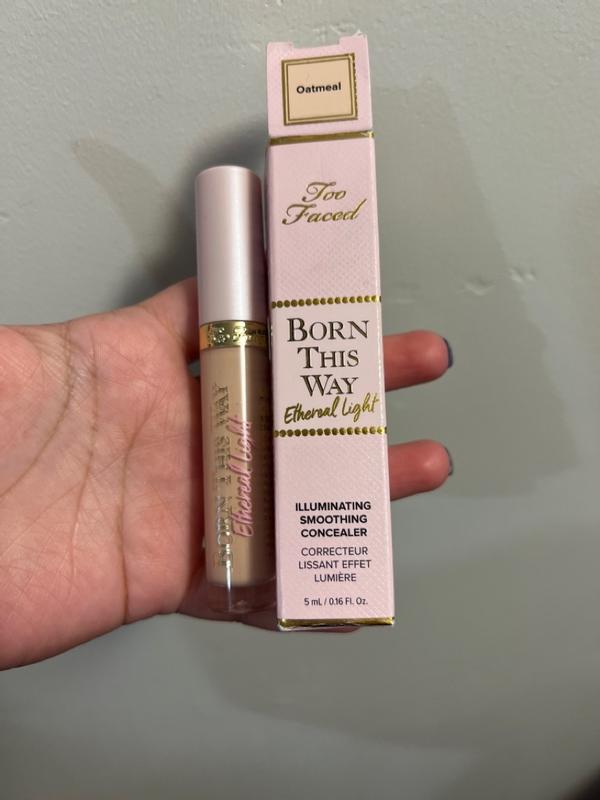 Oatmeal
Too
Faced
BORN
THIS
WAY
Ethereal Light
ILLUMINATING
SMOOTHING
CONCEALER
CORRECTEUR
LISSANT EFFET
LUMIÈRE
5 mL / 0.16 Fl. Oz.
BORN THIS WAY
Ethereal Light